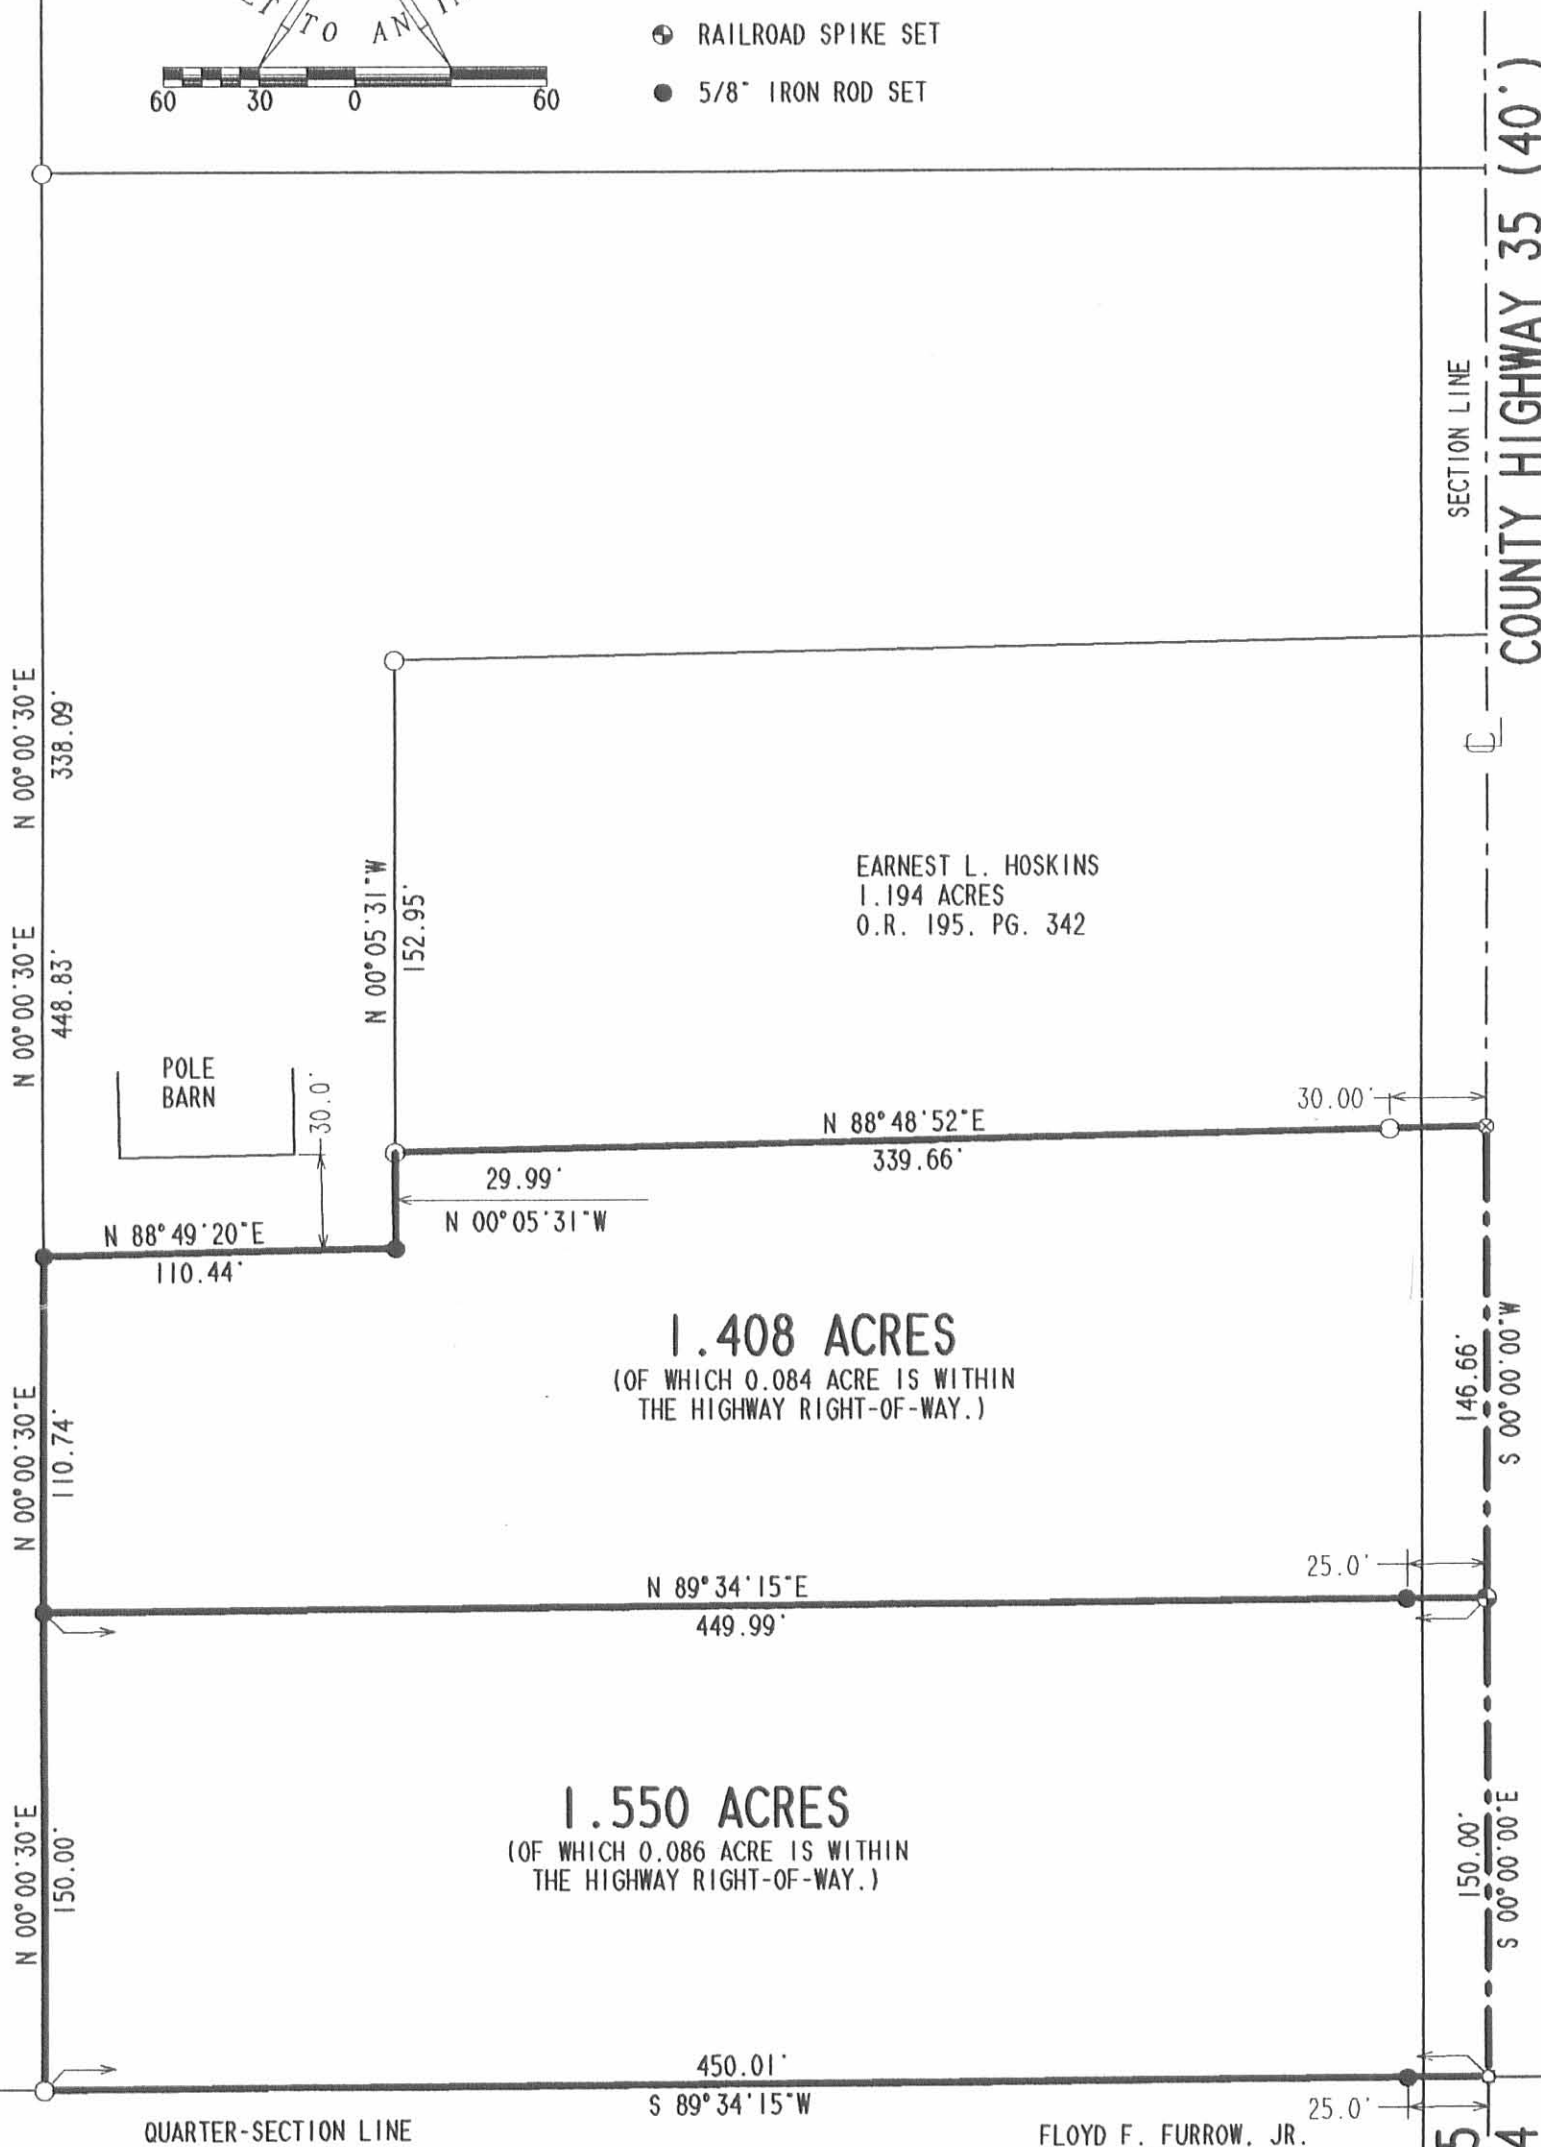 TO AN
RAILROAD SPIKE SET
5/8" IRON ROD SET
60 30 0 60
COUNTY HIGHWAY 35 (40')
SECTION LINE
N 00°00'30"E
338.09'
N 00°00'30"E
448.83'
N 00°05'31"W
152.95'
EARNEST L. HOSKINS
1.194 ACRES
O.R. 195, PG. 342
POLE
BARN
30.0'
30.00'
N 88°48'52"E
339.66'
29.99'
N 00°05'31"W
N 88°49'20"E
110.44'
1.408 ACRES
(OF WHICH 0.084 ACRE IS WITHIN
THE HIGHWAY RIGHT-OF-WAY.)
N 00°00'30"E
110.74'
146.66'
S 00°00'00"W
25.0'
N 89°34'15"E
449.99'
1.550 ACRES
(OF WHICH 0.086 ACRE IS WITHIN
THE HIGHWAY RIGHT-OF-WAY.)
N 00°00'30"E
150.00'
150.00'
S 00°00'00"E
450.01'
S 89°34'15"W
25.0'
QUARTER-SECTION LINE
FLOYD F. FURROW, JR.
5
4